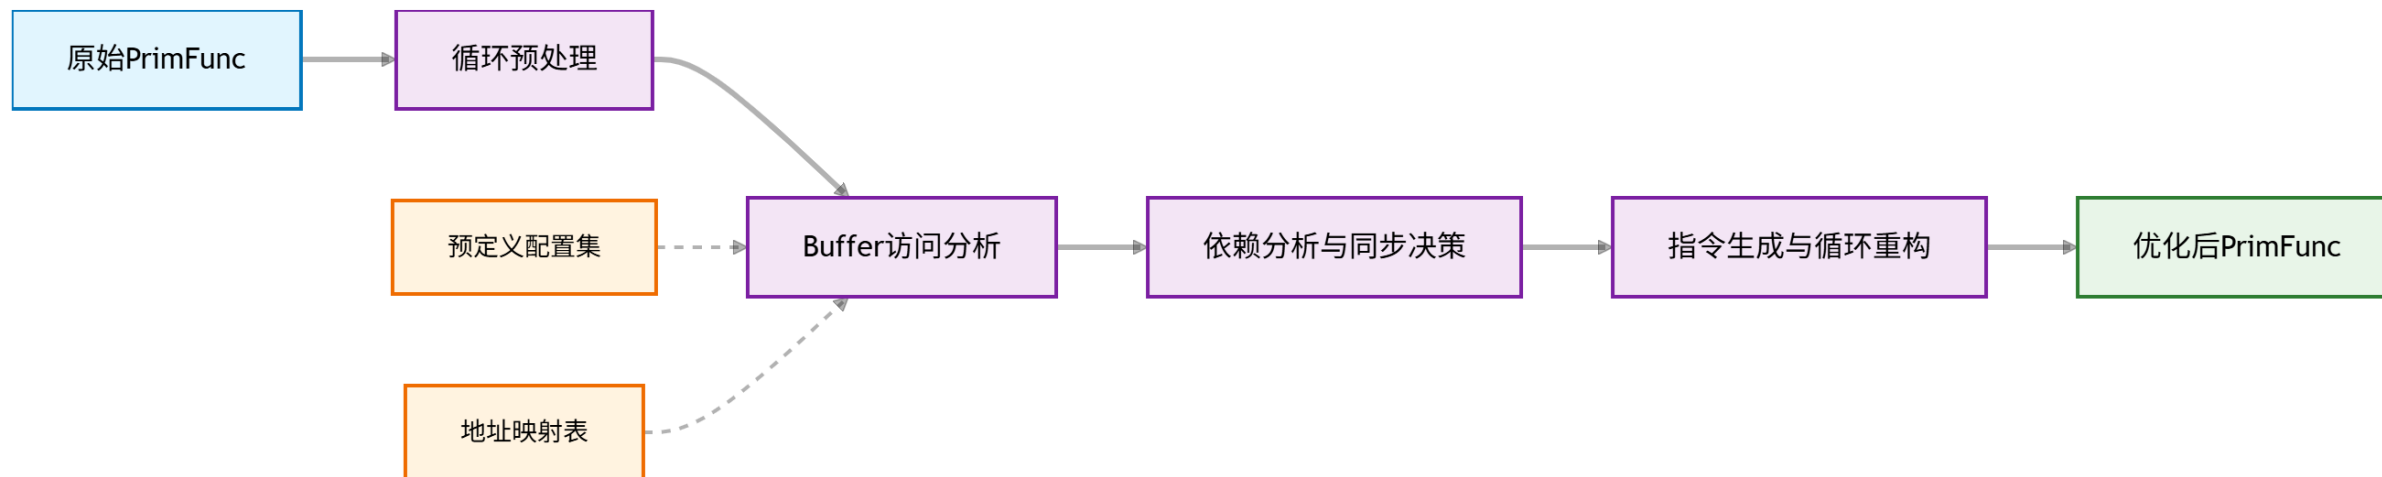 原始PrimFunc
循环预处理
预定义配置集
Buffer访问分析
依赖分析与同步决策
指令生成与循环重构
优化后PrimFunc
地址映射表